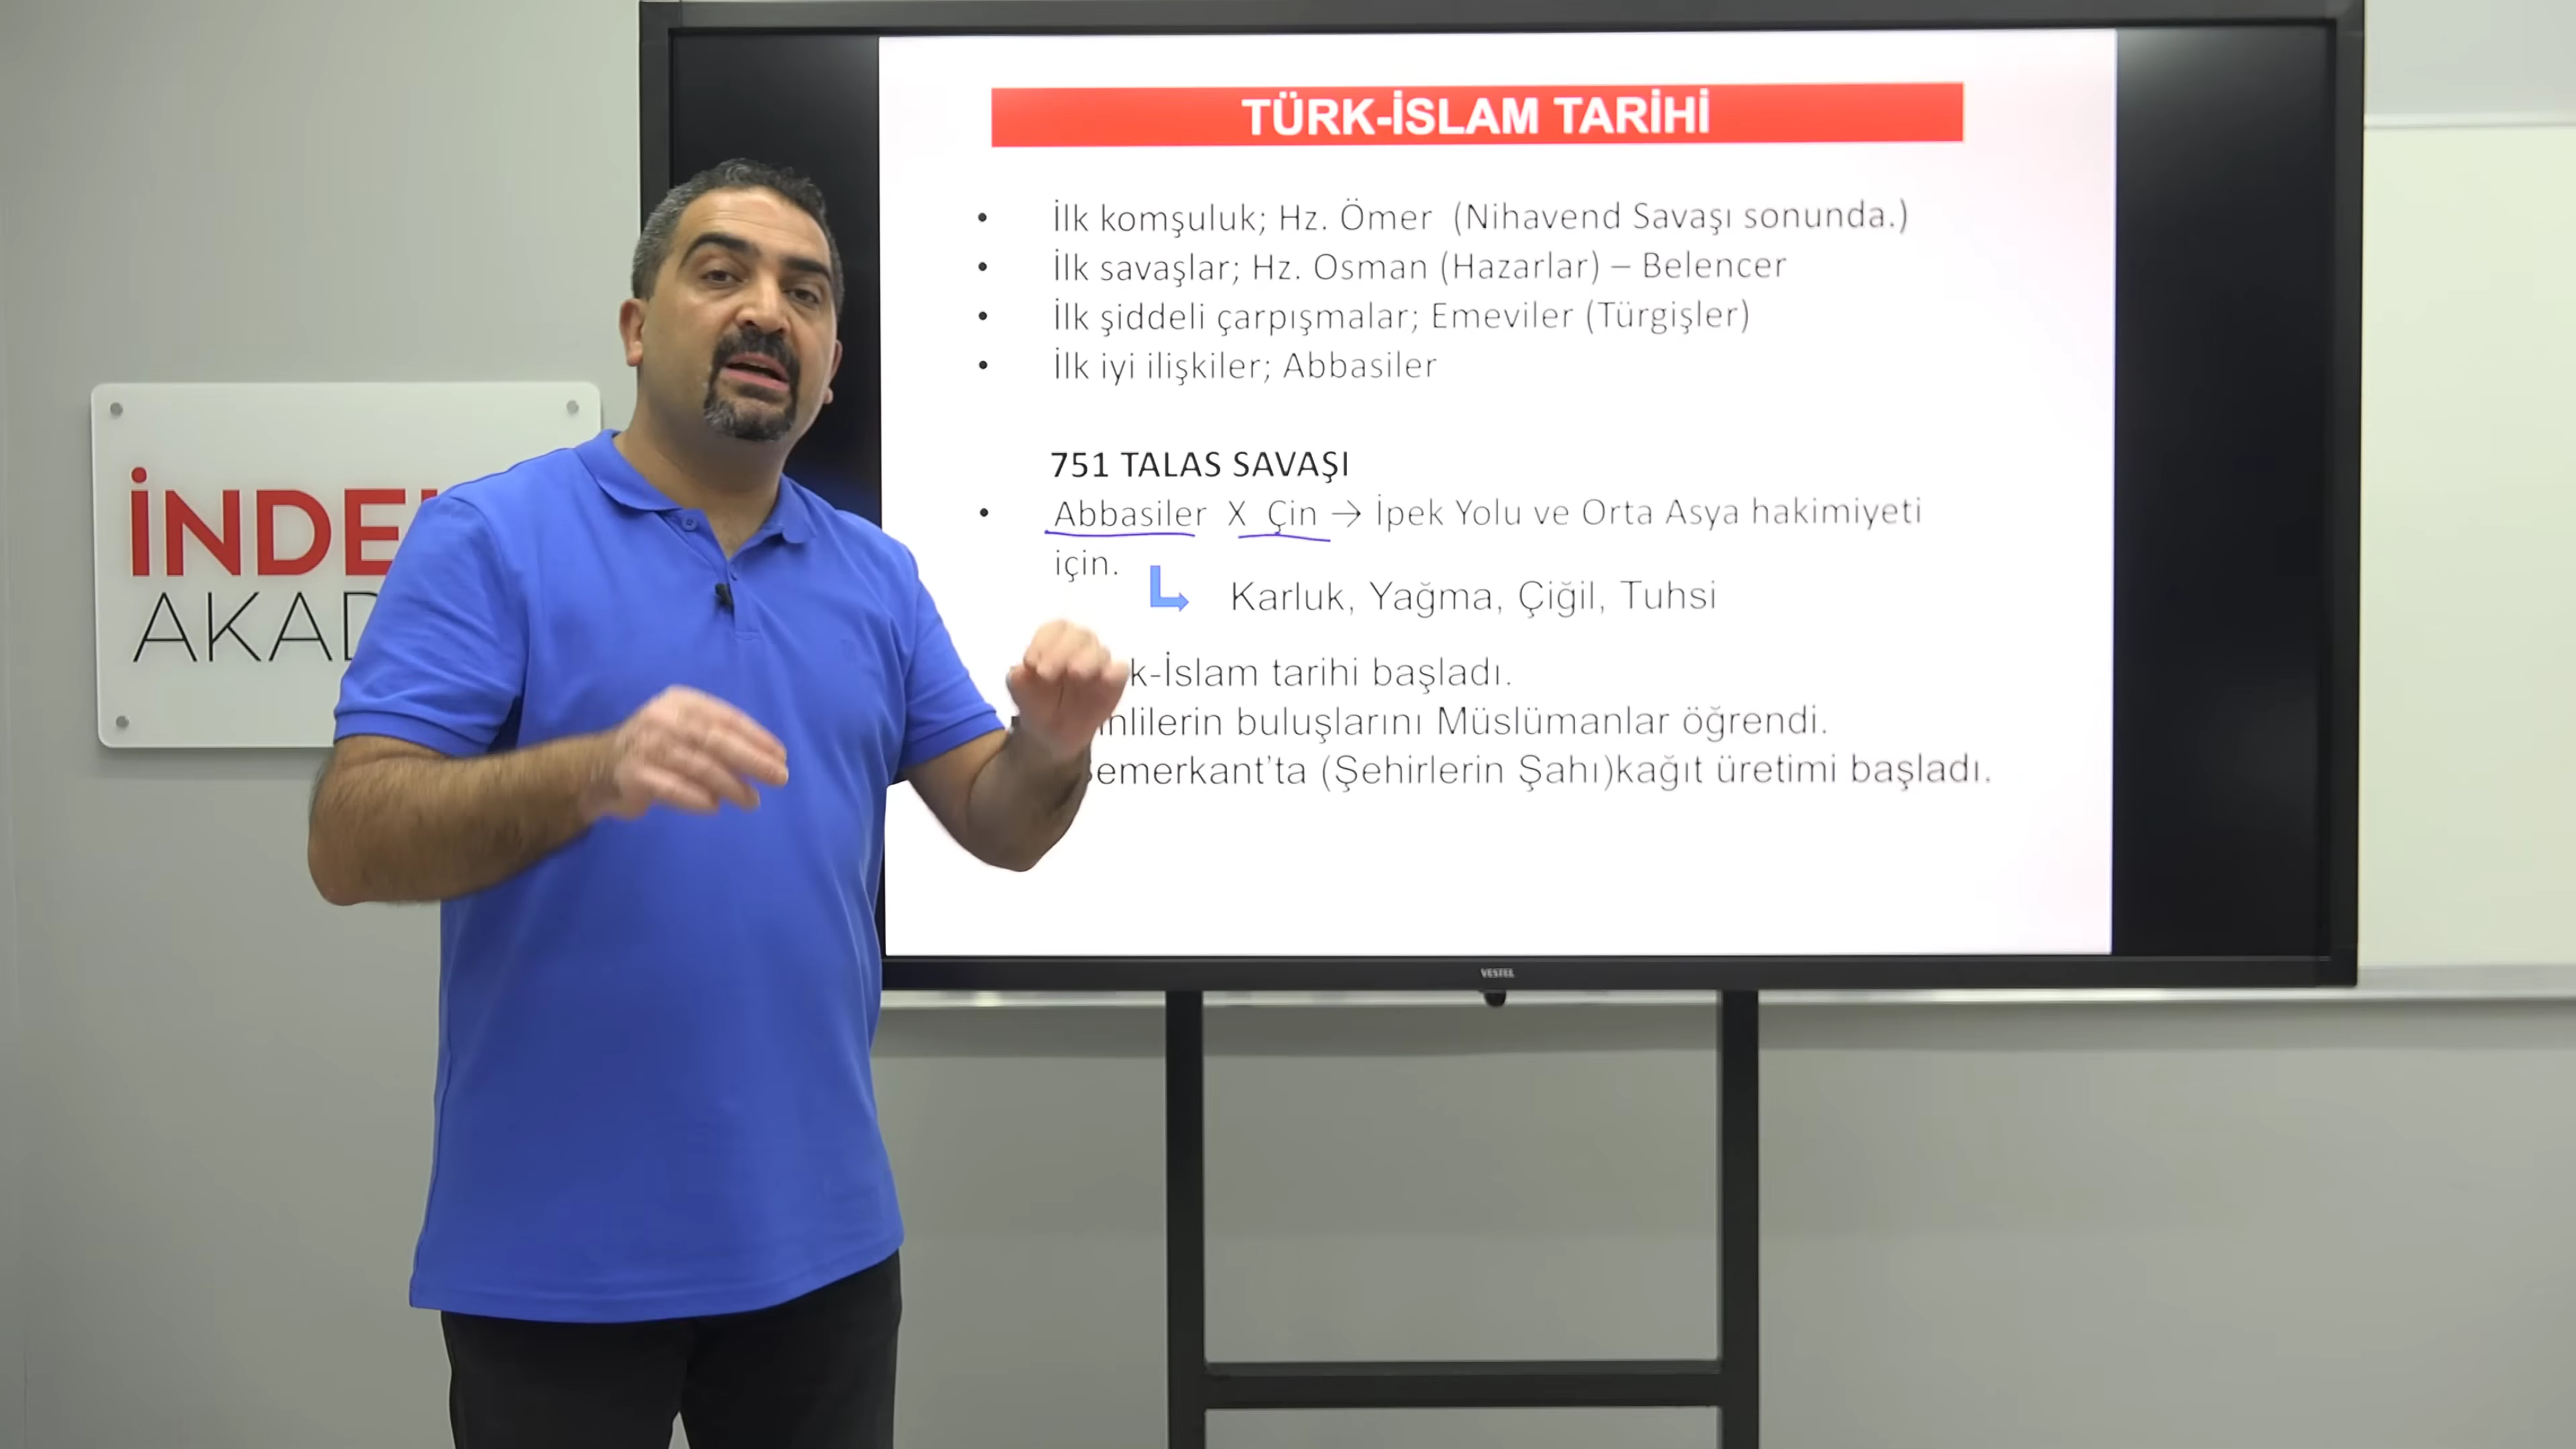 TÜRK-İSLAM TARİHİ
• İlk komşuluk; Hz. Ömer (Nihavend Savaşı sonunda.)
• İlk savaşlar; Hz. Osman (Hazarlar) – Belencer
• İlk şiddeli çarpışmalar; Emeviler (Türgişler)
• İlk iyi ilişkiler; Abbasiler
751 TALAS SAVAŞI
• Abbasiler X Çin → İpek Yolu ve Orta Asya hakimiyeti
için.
Karluk, Yağma, Çiğil, Tuhsi
k-İslam tarihi başladı.
nlilerin buluşlarını Müslümanlar öğrendi.
emerkant’ta (Şehirlerin Şahı)kağıt üretimi başladı.
İNDE
AKAD
VESTEL